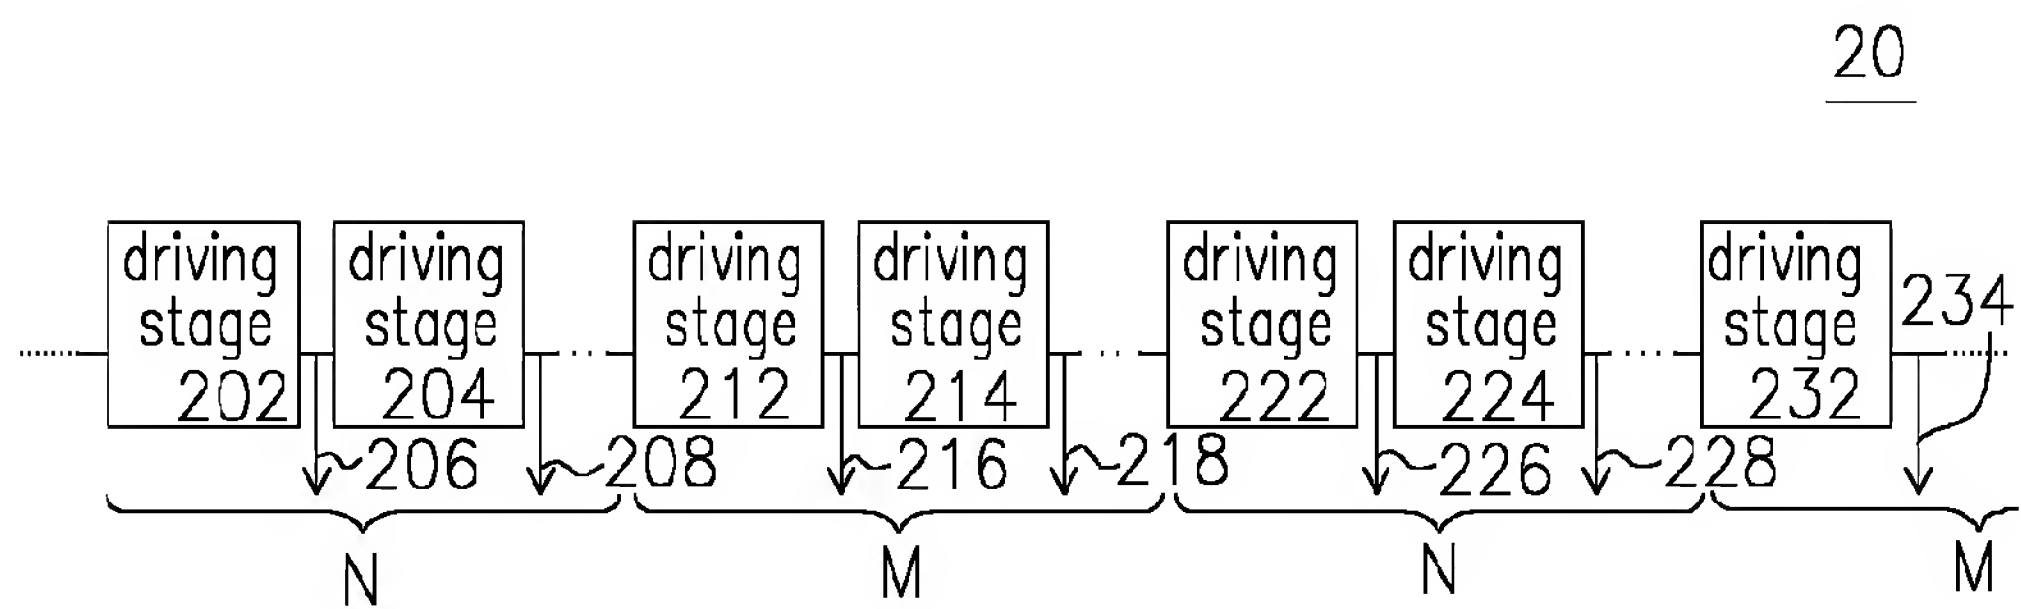 20
driving stage 202
driving stage 204
driving stage 212
driving stage 214
driving stage 222
driving stage 224
driving stage 232
234
206
208
216
218
226
228
N
M
N
M